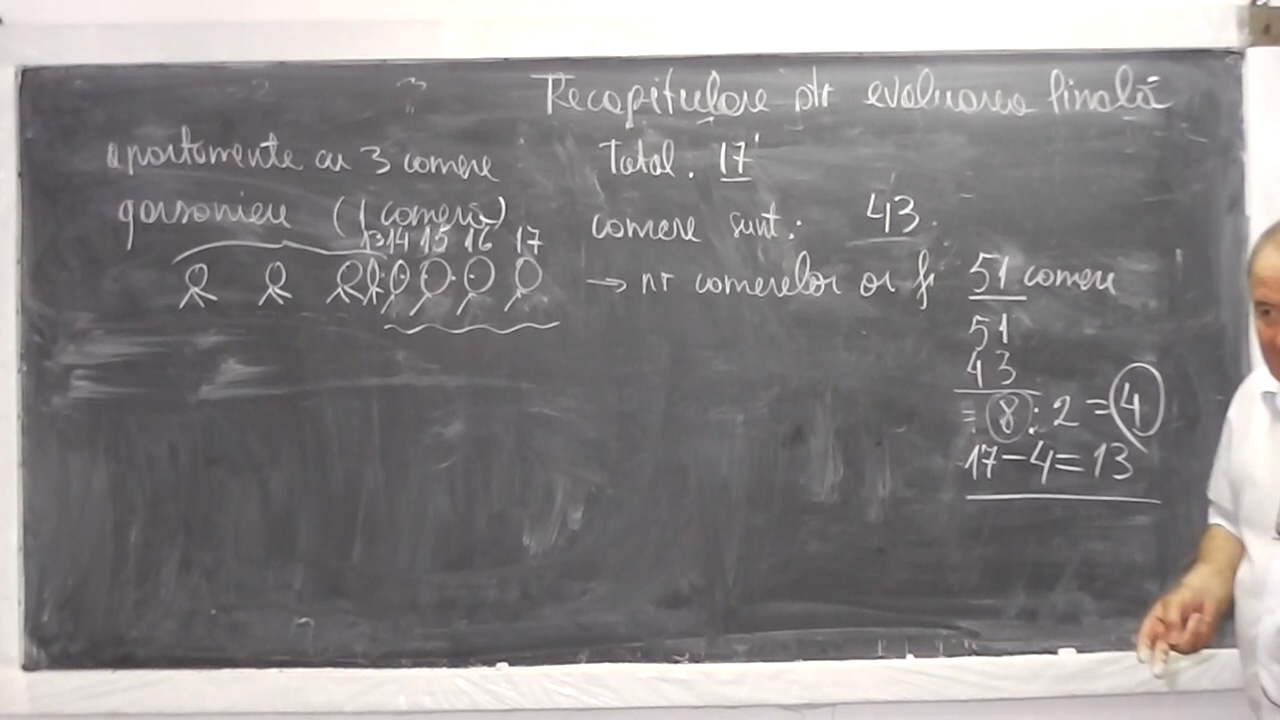 Recapitulare ptr evaluarea finală
apartamente cu 3 camere
Total. 17
garsoniere (1 cameră)
camere sunt: 43.
13 14 15 16 17
→ nr camerelor ar fi 51 camere
51
43
= 8 : 2 = 4
17-4=13